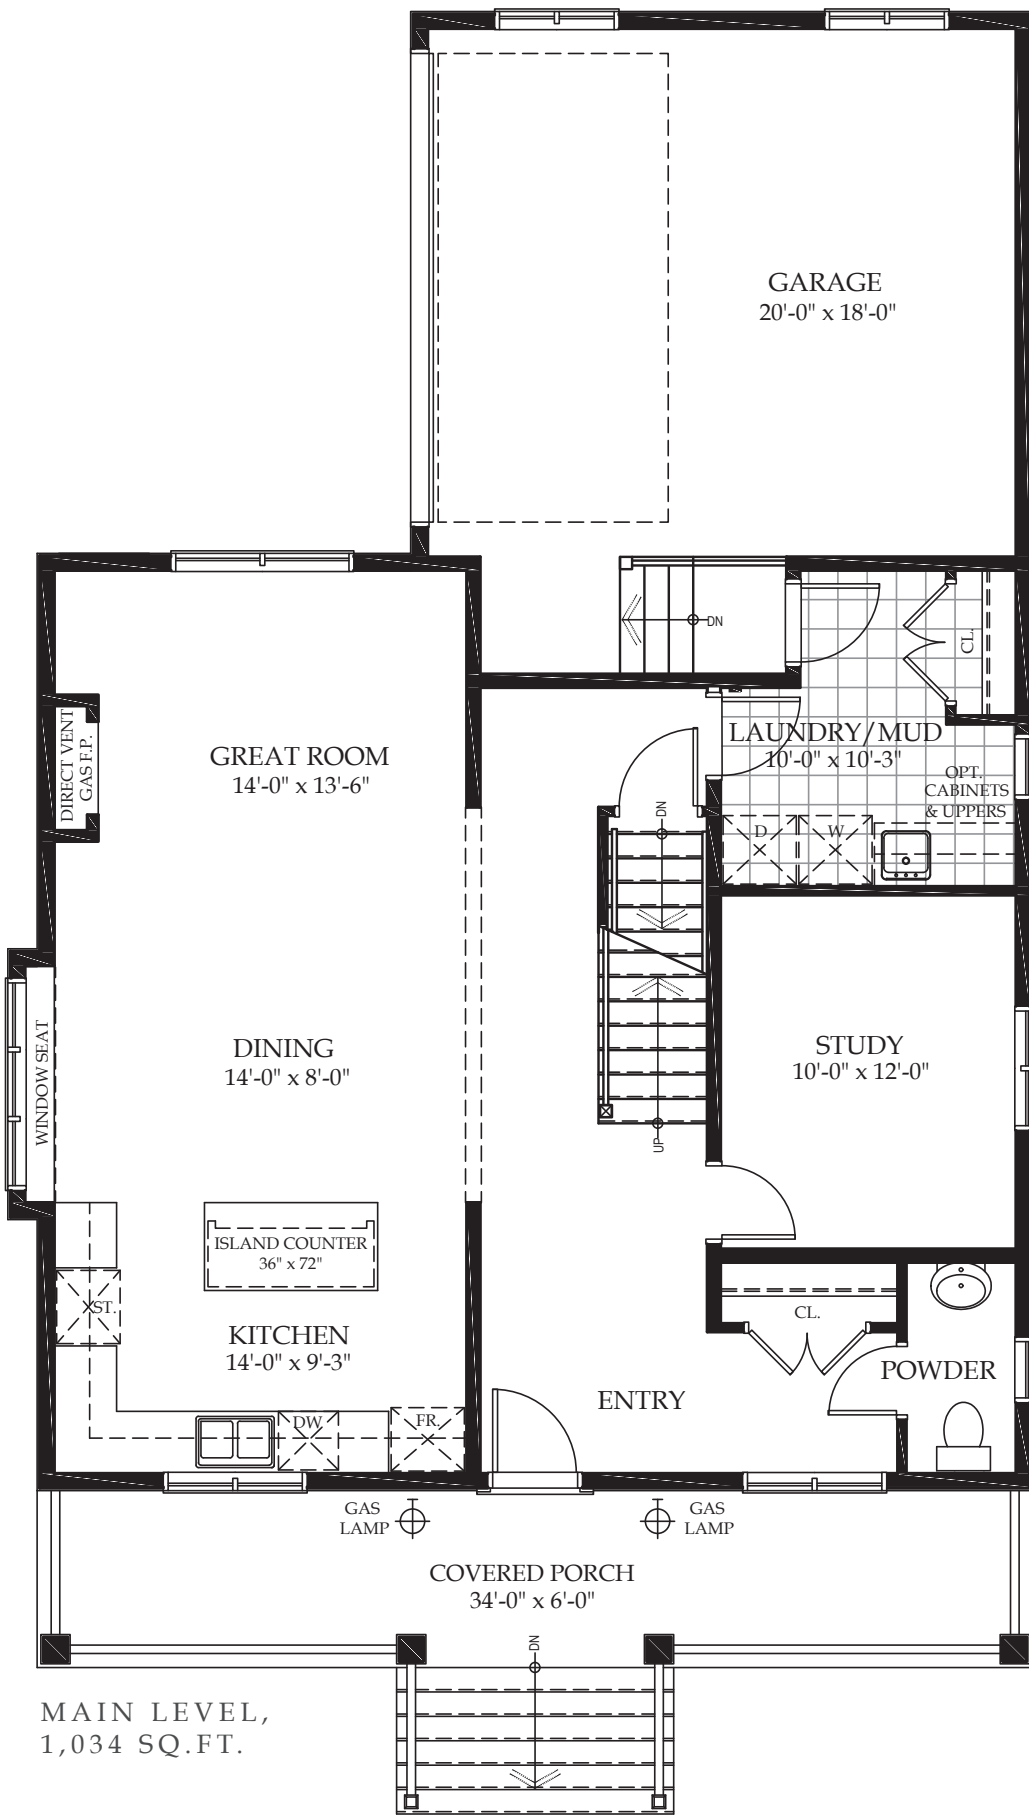 GARAGE
20'-0" x 18'-0"
DN
CL.
LAUNDRY/MUD
10'-0" x 10'-3"
OPT.
CABINETS
& UPPERS
D
W
GREAT ROOM
14'-0" x 13'-6"
DIRECT VENT
GAS F.P.
DN
DINING
14'-0" x 8'-0"
WINDOW SEAT
STUDY
10'-0" x 12'-0"
UP
ISLAND COUNTER
36" x 72"
ST.
KITCHEN
14'-0" x 9'-3"
DW
FR.
CL.
POWDER
ENTRY
GAS
LAMP
GAS
LAMP
COVERED PORCH
34'-0" x 6'-0"
DN
MAIN LEVEL,
1,034 SQ.FT.